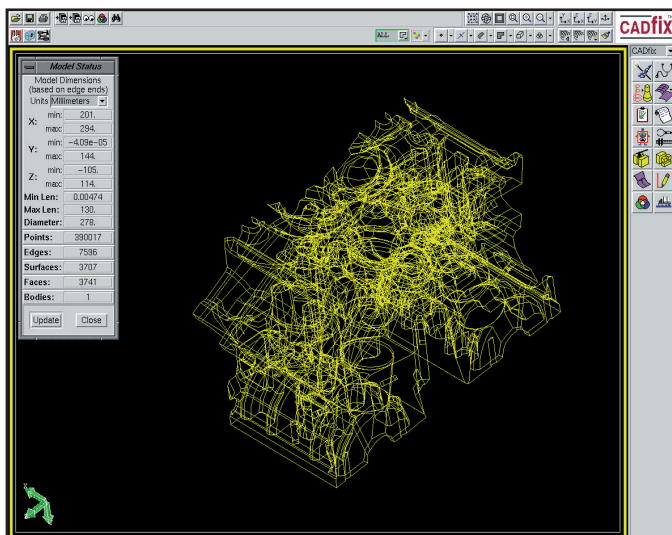 ALL
CADfix
CADfix
Model Status
Model Dimensions
(based on edge ends)
Units Millimeters
X: min: 201.
max: 294.
Y: min: -4.09e-05
max: 144.
Z: min: -105.
max: 114.
Min Len: 0.00474
Max Len: 130.
Diameter: 278.
Points: 390017
Edges: 7596
Surfaces: 3707
Faces: 3741
Bodies: 1
Update Close